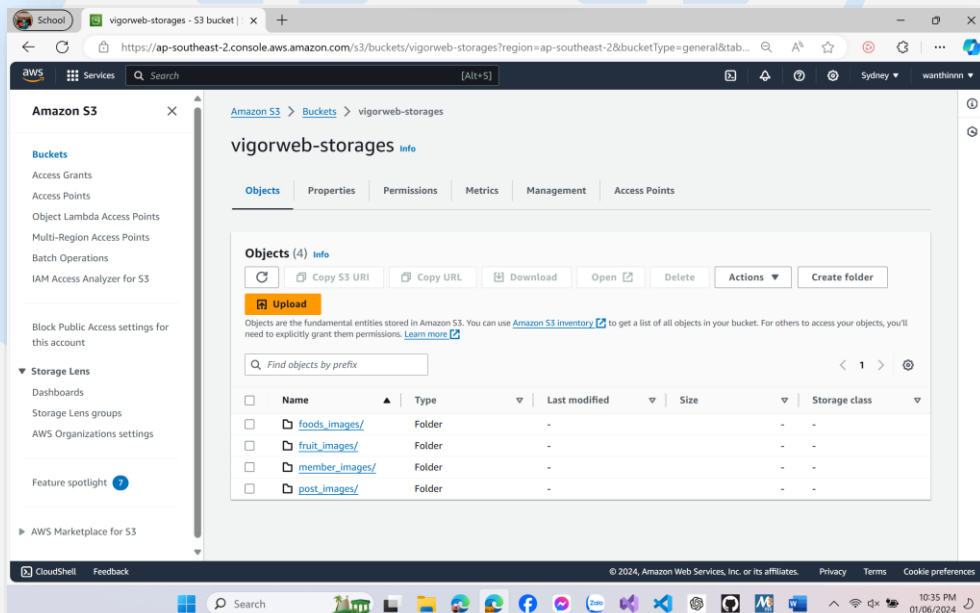 School
vigorweb-storages - S3 bucket |
https://ap-southeast-2.console.aws.amazon.com/s3/buckets/vigorweb-storages?region=ap-southeast-2&bucketType=general&tab...
aws Services Search [Alt+S] Sydney wanthinnn
Amazon S3
Buckets
Access Grants
Access Points
Object Lambda Access Points
Multi-Region Access Points
Batch Operations
IAM Access Analyzer for S3
Block Public Access settings for
this account
Storage Lens
Dashboards
Storage Lens groups
AWS Organizations settings
Feature spotlight 7
AWS Marketplace for S3
Amazon S3 > Buckets > vigorweb-storages
vigorweb-storages Info
Objects Properties Permissions Metrics Management Access Points
Objects (4) Info
Copy S3 URI Copy URL Download Open Delete Actions Create folder
Upload
Objects are the fundamental entities stored in Amazon S3. You can use Amazon S3 inventory to get a list of all objects in your bucket. For others to access your objects, you'll
need to explicitly grant them permissions. Learn more
Find objects by prefix
1
Name Type Last modified Size Storage class
foods_images/ Folder - - -
fruit_images/ Folder - - -
member_images/ Folder - - -
post_images/ Folder - - -
CloudShell Feedback © 2024, Amazon Web Services, Inc. or its affiliates. Privacy Terms Cookie preferences
Search Zalo 10:35 PM
01/06/2024